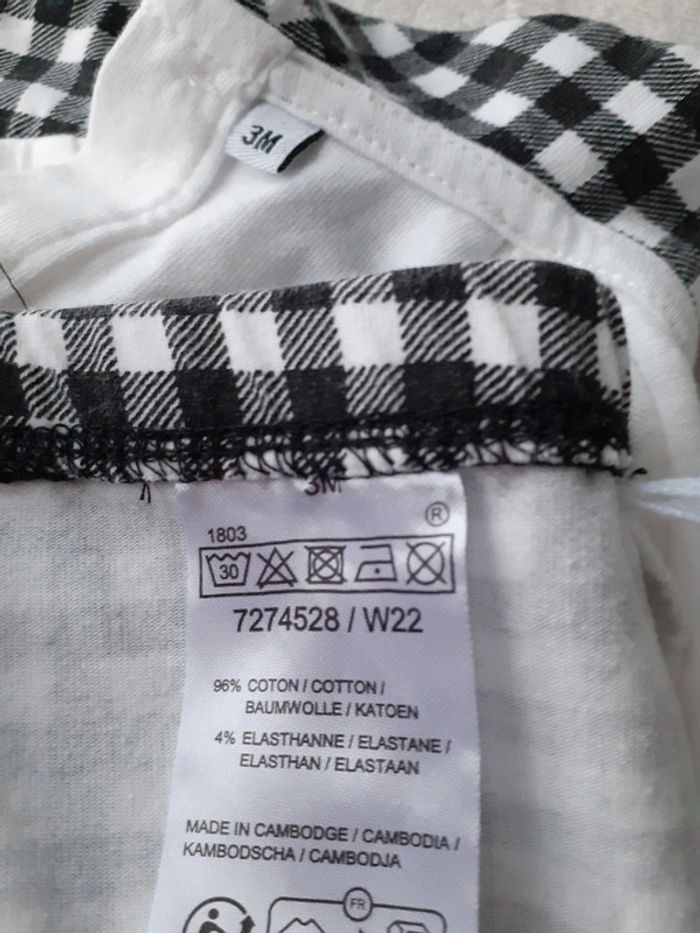 3M
3M
®
1803
30
7274528 / W22
96% COTON / COTTON /
BAUMWOLLE / KATOEN
4% ELASTHANNE / ELASTANE /
ELASTHAN / ELASTAAN
MADE IN CAMBODGE / CAMBODIA /
KAMBODSCHA / CAMBODJA
FR